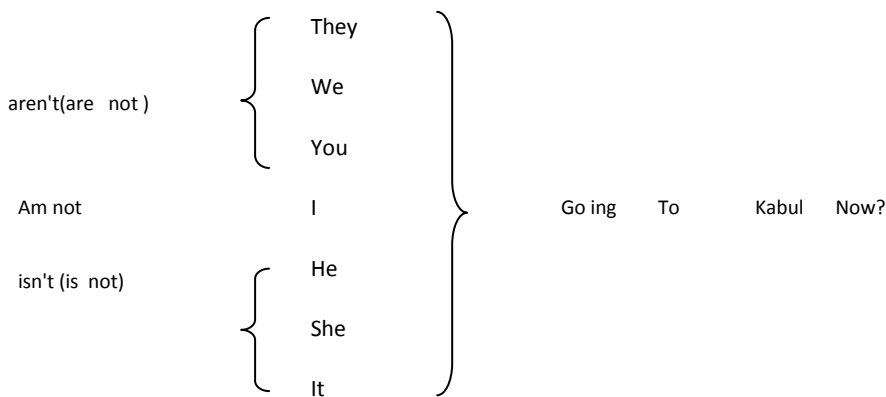 They
We
aren't(are not )
You
Am not I Go ing To Kabul Now?
He
isn't (is not)
She
It